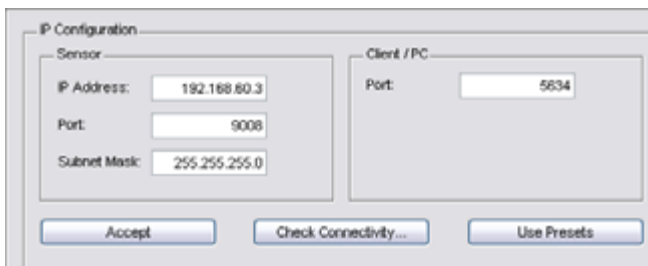 IP Configuration
Sensor
IP Address: 192.168.60.3
Port: 9008
Subnet Mask: 255.255.255.0
Client / PC
Port: 5634
Accept
Check Connectivity...
Use Presets